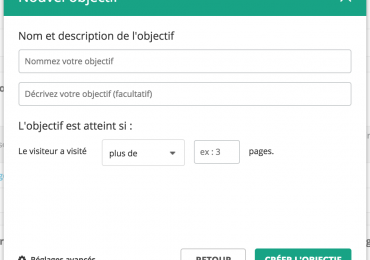 Nouvel objectif
Nom et description de l'objectif
Nommez votre objectif
Décrivez votre objectif (facultatif)
L'objectif est atteint si :
Le visiteur a visité plus de ex : 3 pages.
Réglages avancés RETOUR CRÉER L'OBJECTIF